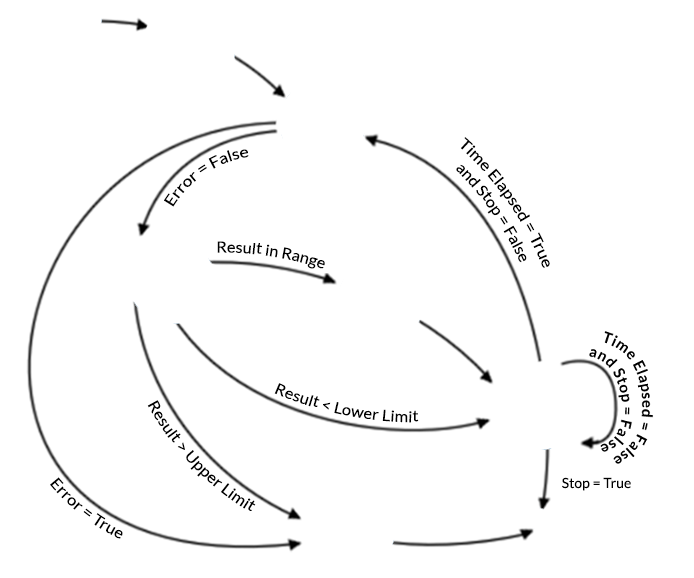 Error = False
Time Elapsed = True
and Stop = False
Result in Range
Time Elapsed = False
and Stop = False
Result < Lower Limit
Result > Upper Limit
Stop = True
Error = True